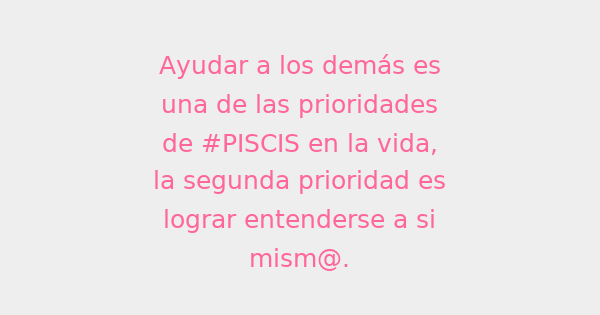 Ayudar a los demás es
una de las prioridades
de #PISCIS en la vida,
la segunda prioridad es
lograr entenderse a si
mism@.